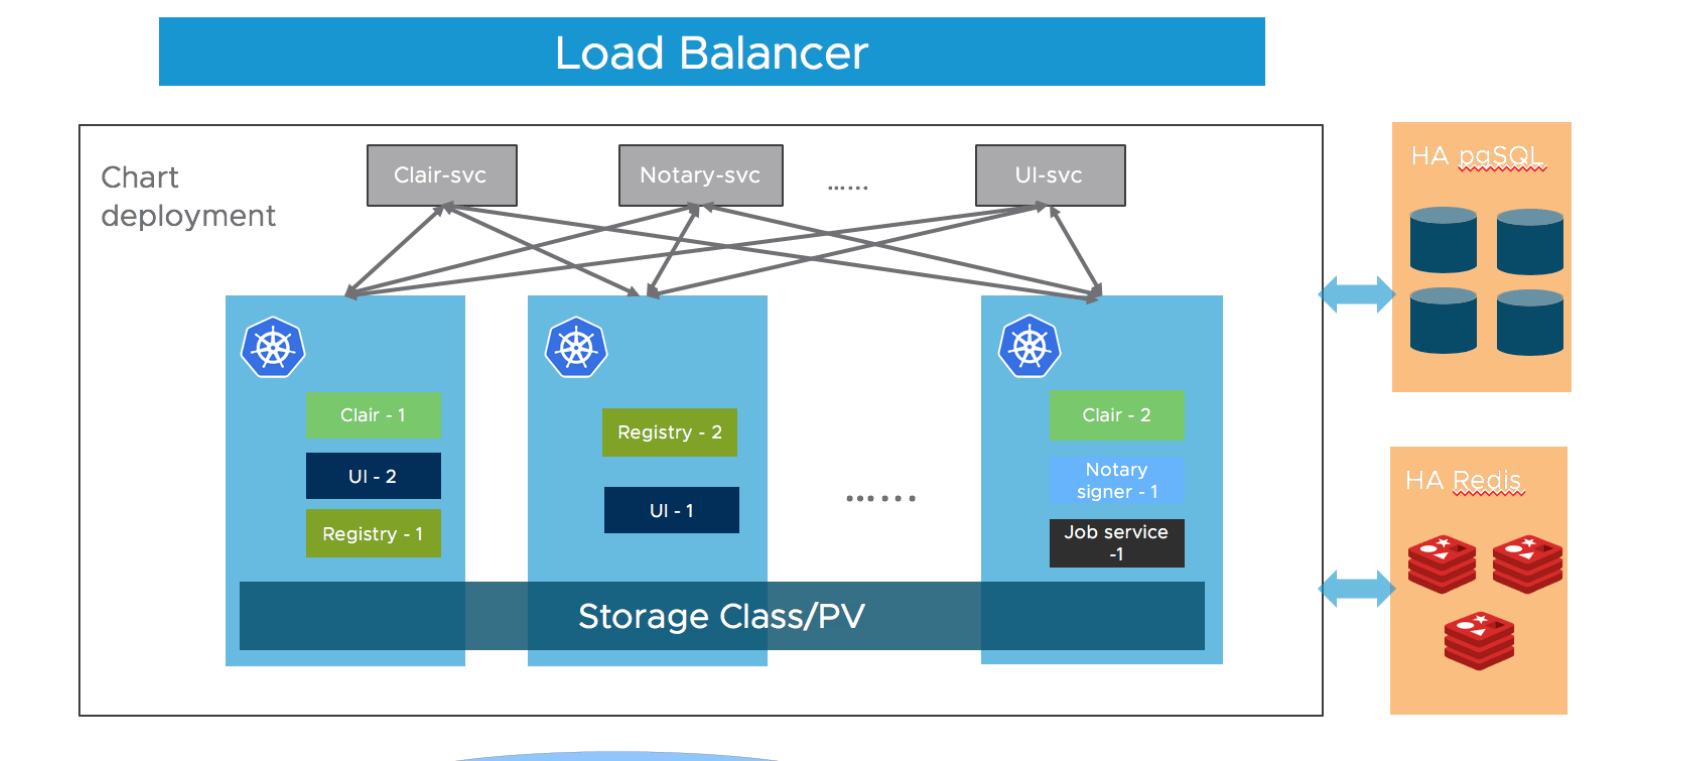 Load Balancer
Chart
deployment
Clair-svc
Notary-svc
......
UI-svc
HA pgSQL
Clair - 1
UI - 2
Registry - 1
Registry - 2
UI - 1
......
Clair - 2
Notary
signer - 1
Job service
-1
HA Redis
Storage Class/PV